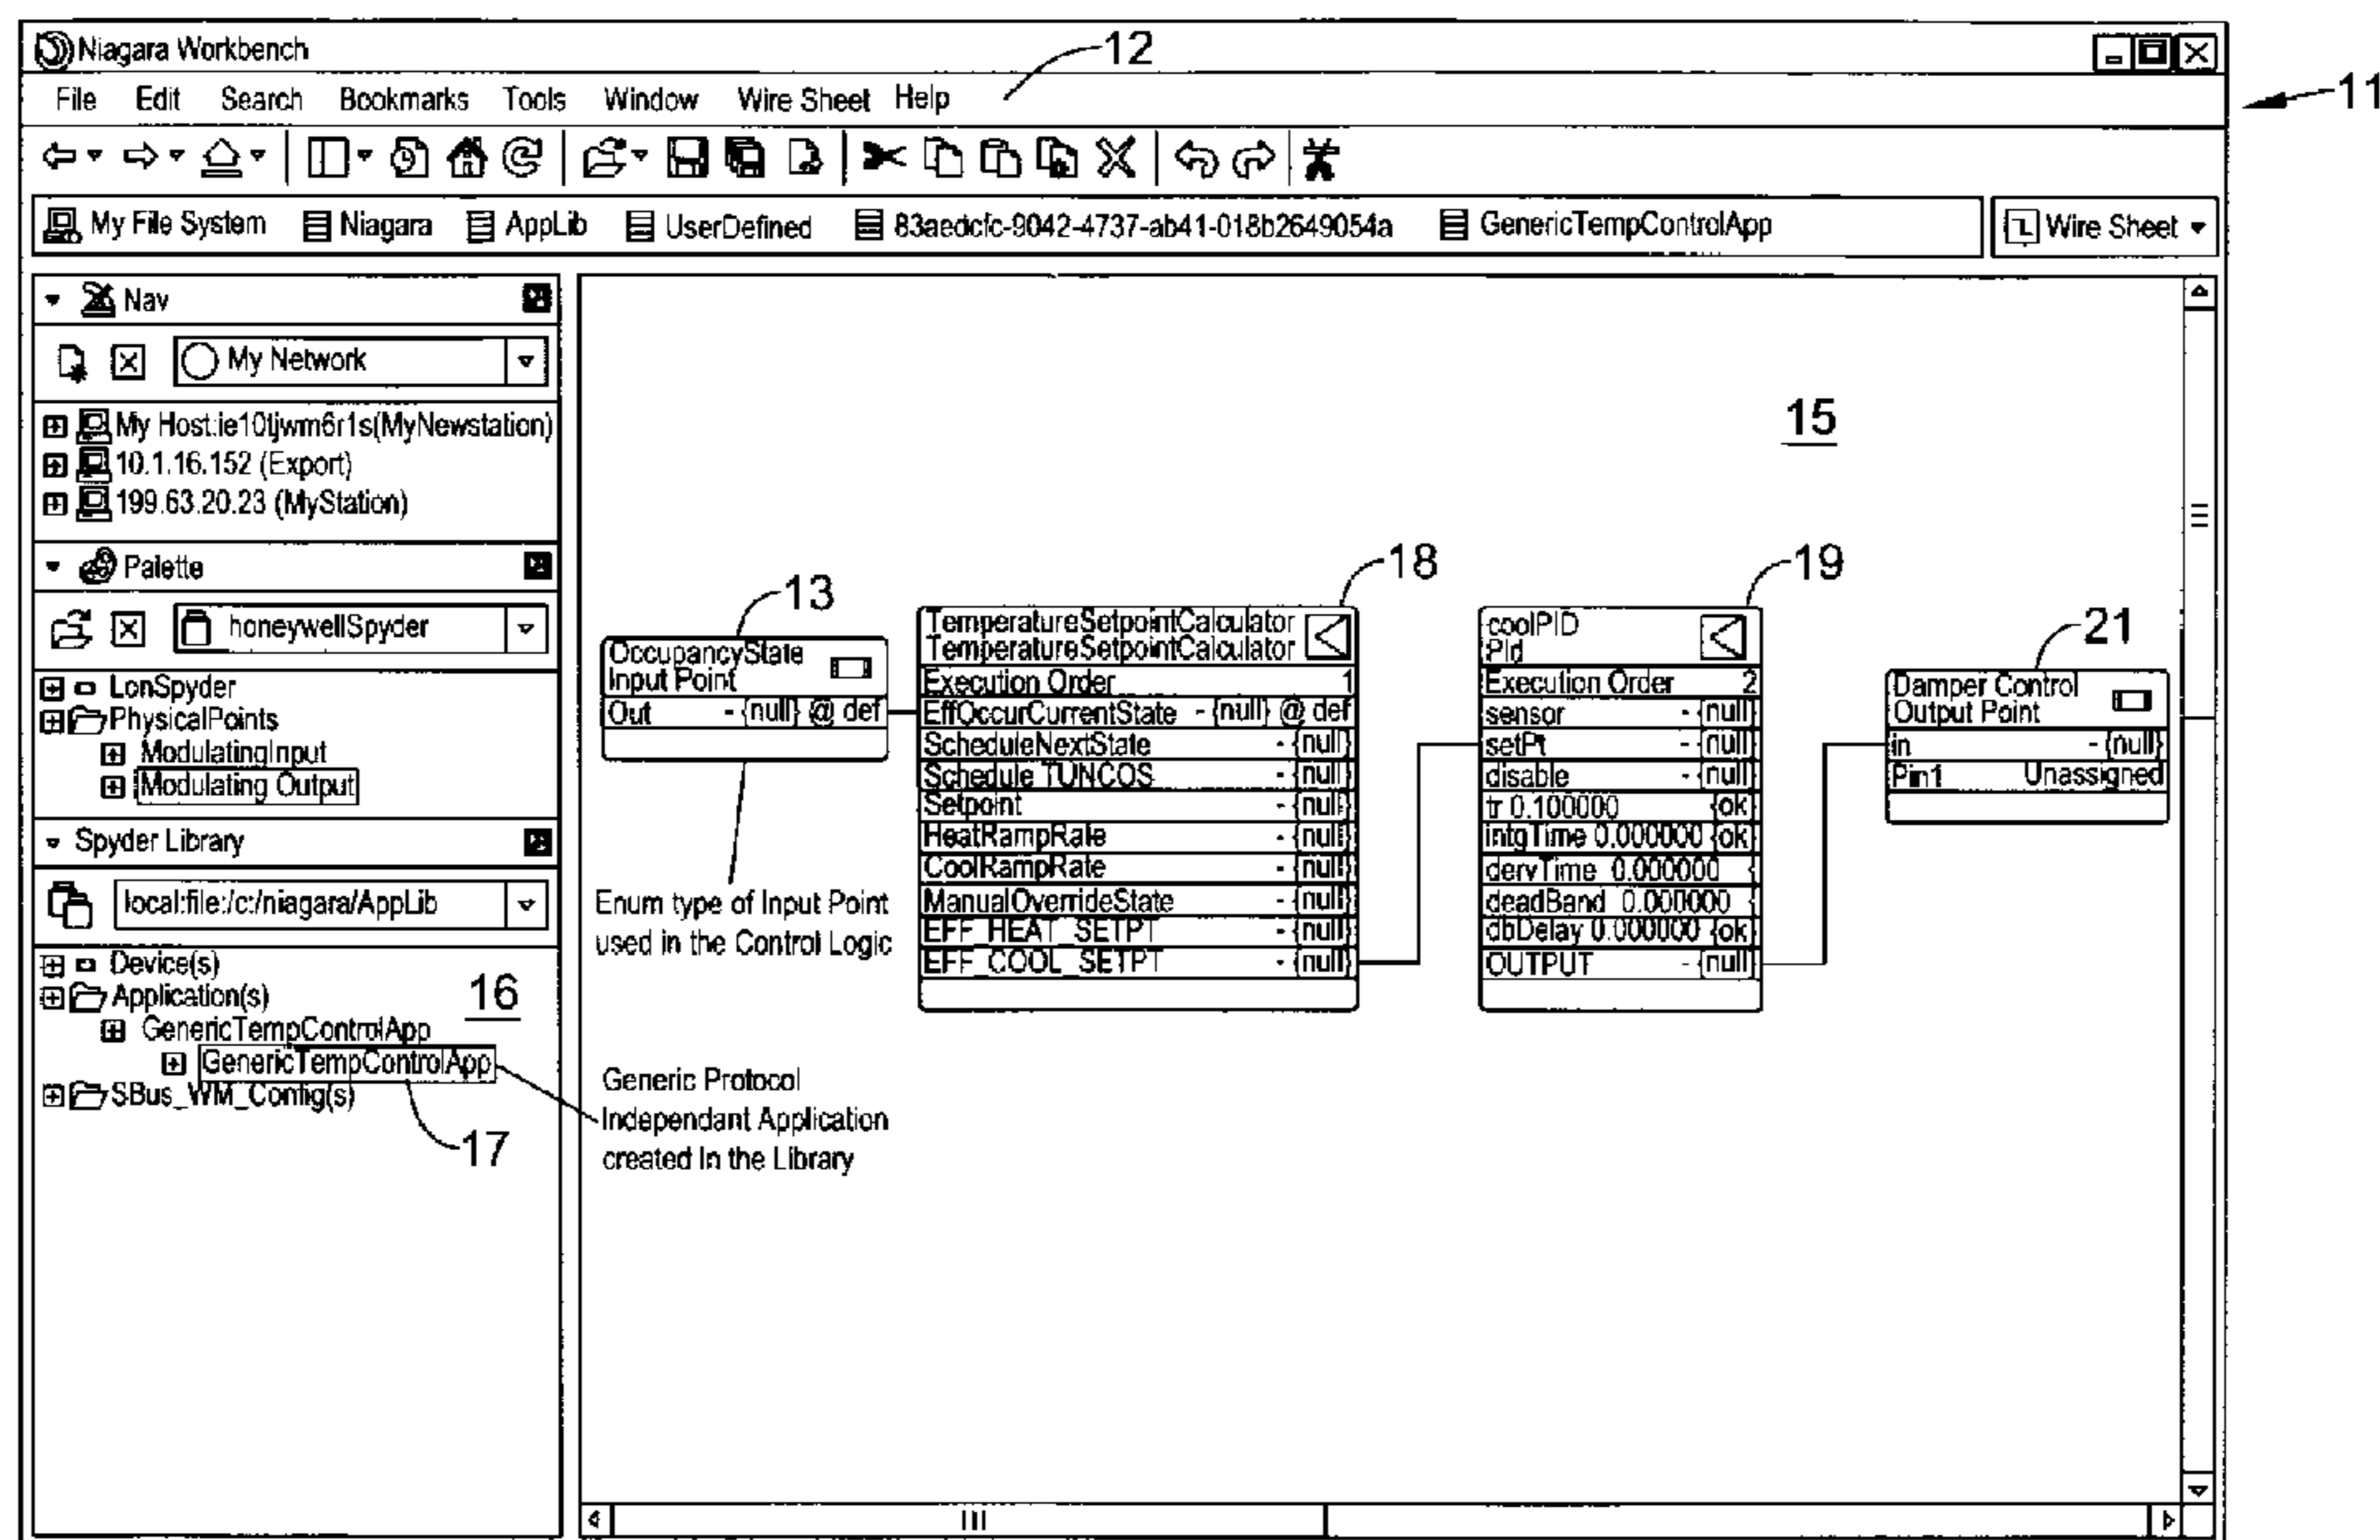 Niagara Workbench
12
11
File Edit Search Bookmarks Tools Window Wire Sheet Help
My File System Niagara AppLib UserDefined 83aedcfc-9042-4737-ab41-018b2649054a GenericTempControlApp Wire Sheet
Nav
My Network
My Host:ie10tjwm6r1s(MyNewstation)
10.1.16.152 (Export)
199.63.20.23 (MyStation)
Palette
honeywellSpyder
LonSpyder
PhysicalPoints
ModulatingInput
Modulating Output
Spyder Library
local:file:/c:/niagara/AppLib
Device(s)
Application(s)
16
GenericTempControlApp
GenericTempControlApp
SBus_WM_Config(s)
17
15
13
OccupancyState
Input Point
Out - {null} @ def
Enum type of Input Point
used in the Control Logic
Generic Protocol
Independant Application
created In the Library
18
TemperatureSetpointCalculator
TemperatureSetpointCalculator
Execution Order 1
EffOccurCurrentState - {null} @ def
ScheduleNextState - {null}
Schedule TUNCOS - {null}
Setpoint - {null}
HeatRampRale - {null}
CoolRampRate - {null}
ManualOverrideState - {null}
EFF_HEAT_SETPT - {null}
EFF_COOL_SETPT - {null}
19
coolPID
PId
Execution Order 2
sensor - {null}
setPt - {null}
disable - {null}
tr 0.100000 {ok}
intgTime 0.000000 {ok}
dervTime 0.000000 {
deadBand 0.000000 {
dbDelay 0.000000 {ok}
OUTPUT - {null}
21
Damper Control
Output Point
in - {null}
Pin1 Unassigned